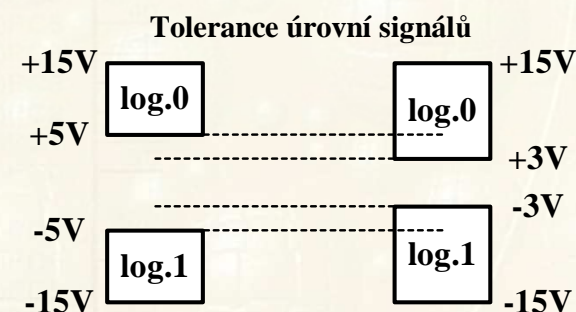 Tolerance úrovní signálů
+15V +15V
log.0 log.0
+5V
+3V
-3V
-5V
log.1 log.1
-15V -15V